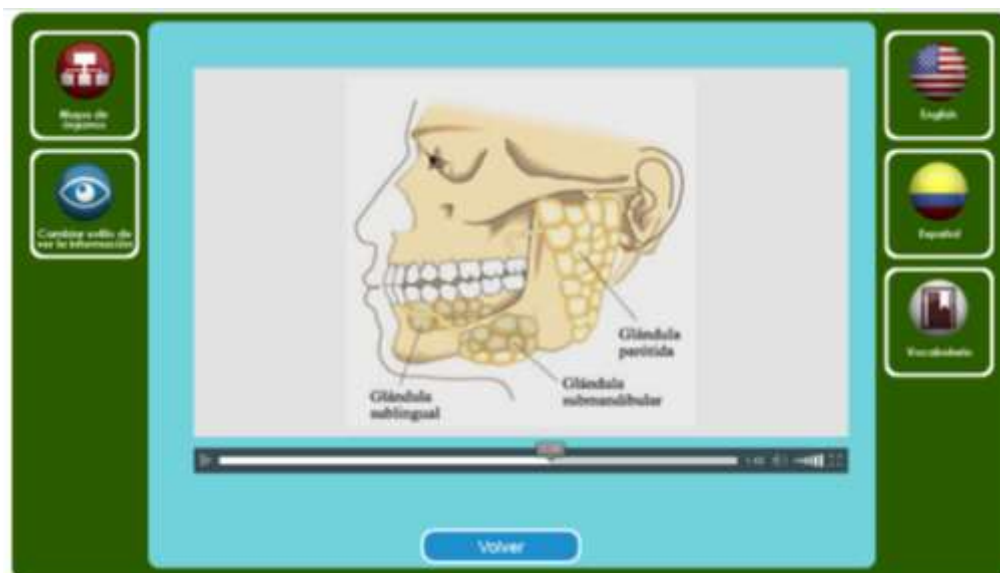 Mapa de
órganos
Cambiar estilo de
ver la información
Glándula
parótida
Glándula
submandibular
Glándula
sublingual
English
Español
Vocabulario
Volver